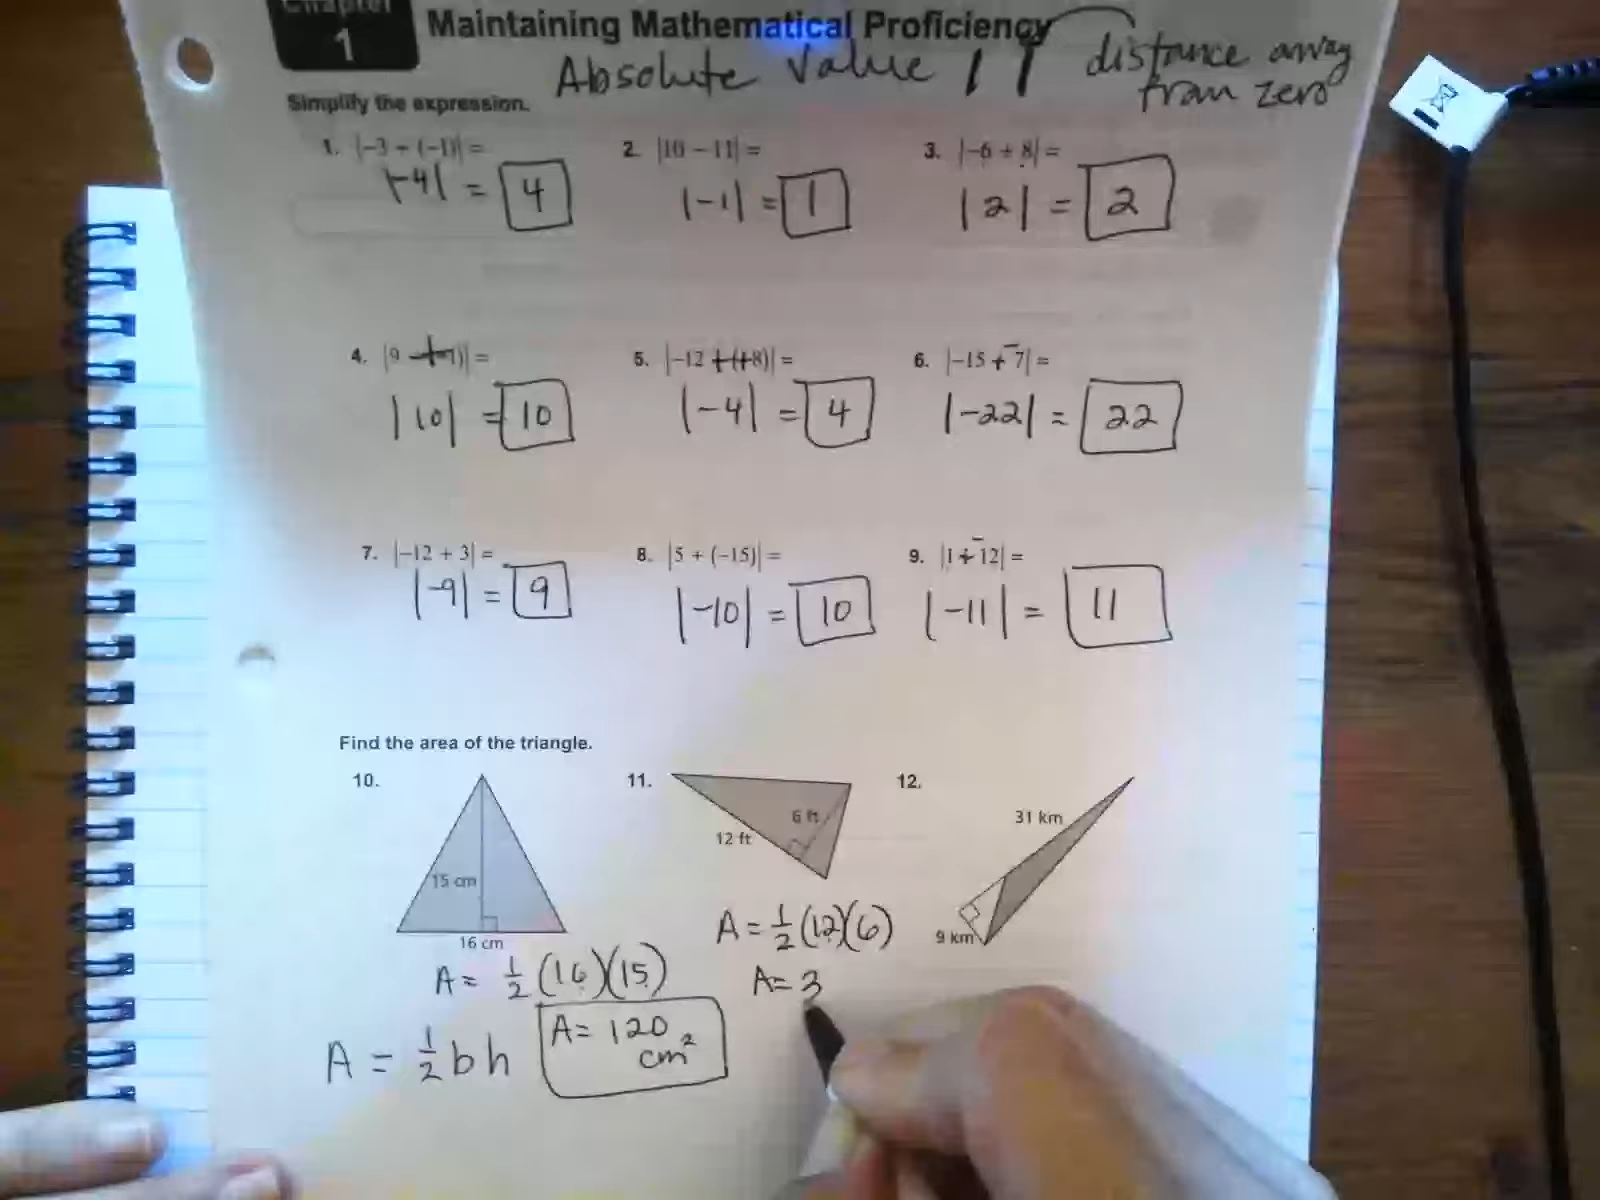 1
Maintaining Mathematical Proficiency
Absolute Value | | distance away
from zero
Simplify the expression.
1. |−3 + (−1)| =
|-4| = 4
2. |10 − 11| =
|-1| = 1
3. |−6 + 8| =
|2| = 2
4. |9
|10| = 10
5. |−12 +(+8)| =
|-4| = 4
6. |−15 + -7| =
|-22| = 22
7. |−12 + 3| =
|-9| = 9
8. |5 + (−15)| =
|-10| = 10
9. |1 + -12| =
|-11| = 11
Find the area of the triangle.
10.
15 cm
16 cm
A = 1/2 (16)(15)
A = 1/2 bh
A = 120
cm²
11.
6 ft
12 ft
A = 1/2 (12)(6)
A = 3
12.
31 km
9 km